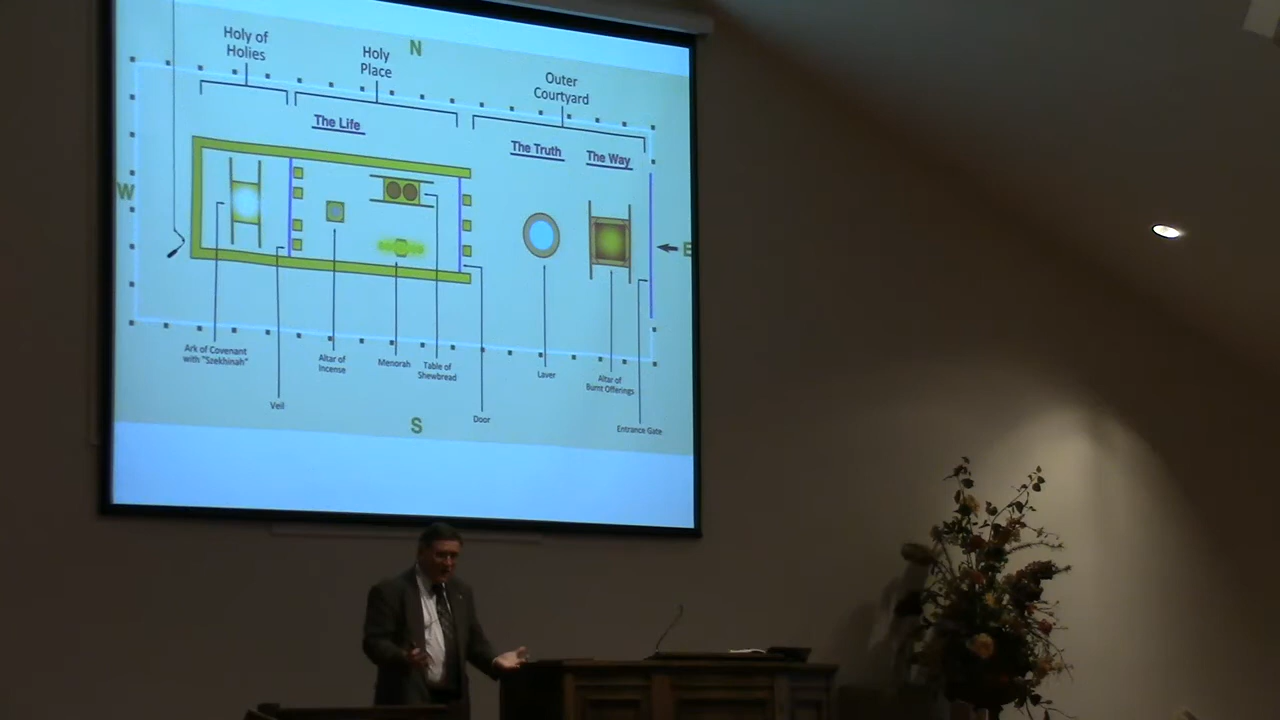 Holy of
Holies
Holy
Place
N
Outer
Courtyard
The Life
The Truth
The Way
W
E
Ark of Covenant
with "Szekhinah"
Altar of
Incense
Menorah
Table of
Shewbread
Laver
Altar of
Burnt Offerings
Veil
S
Door
Entrance Gate